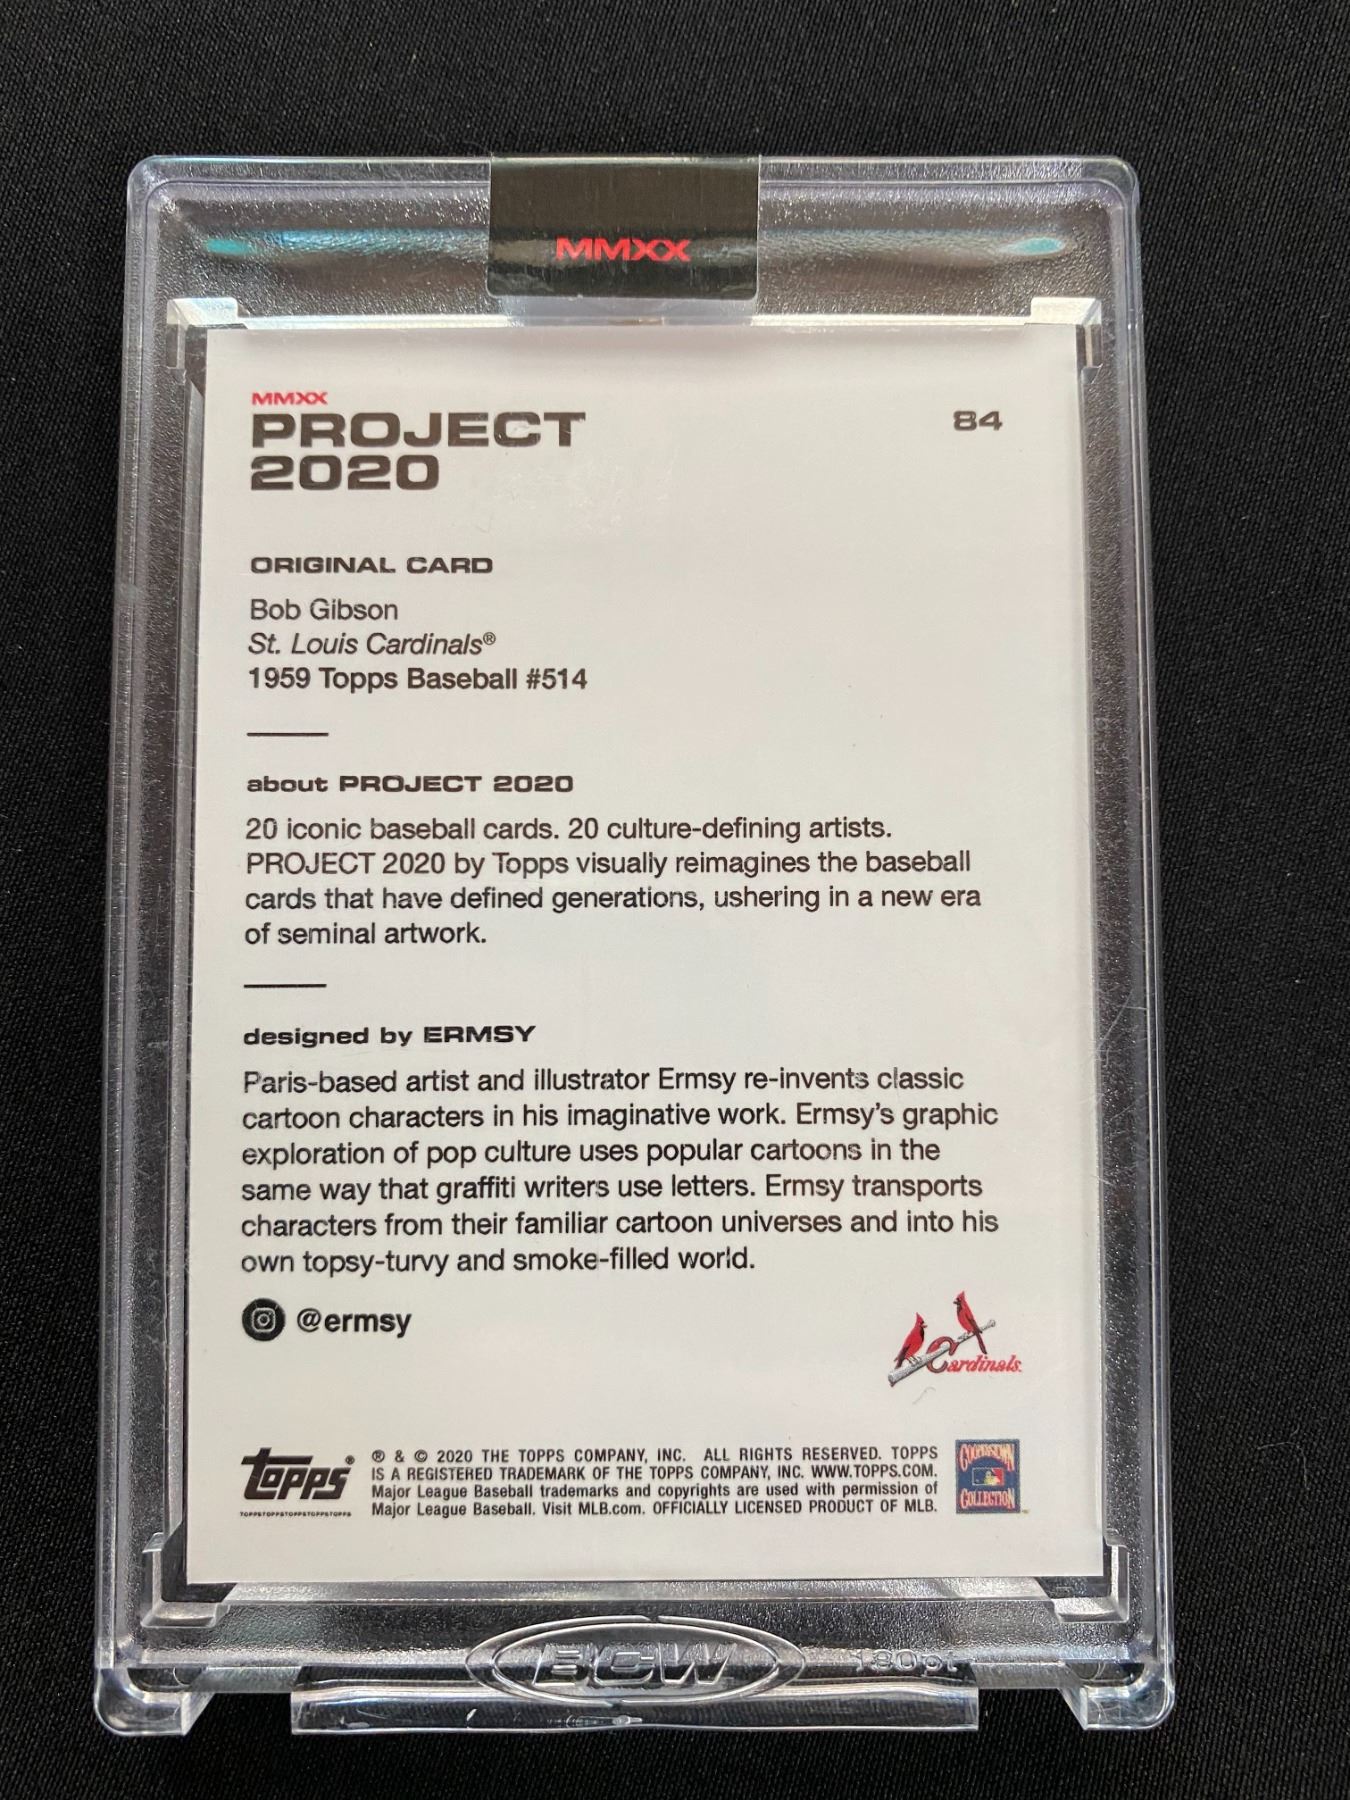 MMXX
MMXX
PROJECT
2020
84
ORIGINAL CARD
Bob Gibson
St. Louis Cardinals®
1959 Topps Baseball #514
about PROJECT 2020
20 iconic baseball cards. 20 culture-defining artists.
PROJECT 2020 by Topps visually reimagines the baseball
cards that have defined generations, ushering in a new era
of seminal artwork.
designed by ERMSY
Paris-based artist and illustrator Ermsy re-invents classic
cartoon characters in his imaginative work. Ermsy's graphic
exploration of pop culture uses popular cartoons in the
same way that graffiti writers use letters. Ermsy transports
characters from their familiar cartoon universes and into his
own topsy-turvy and smoke-filled world.
@ermsy
Cardinals
topps®
TOPPSTOPPSTOPPSTOPPSTOPPS
® & © 2020 THE TOPPS COMPANY, INC. ALL RIGHTS RESERVED. TOPPS
IS A REGISTERED TRADEMARK OF THE TOPPS COMPANY, INC. WWW.TOPPS.COM.
Major League Baseball trademarks and copyrights are used with permission of
Major League Baseball. Visit MLB.com. OFFICIALLY LICENSED PRODUCT OF MLB.
COOPERSTOWN
COLLECTION
BCW
180pt